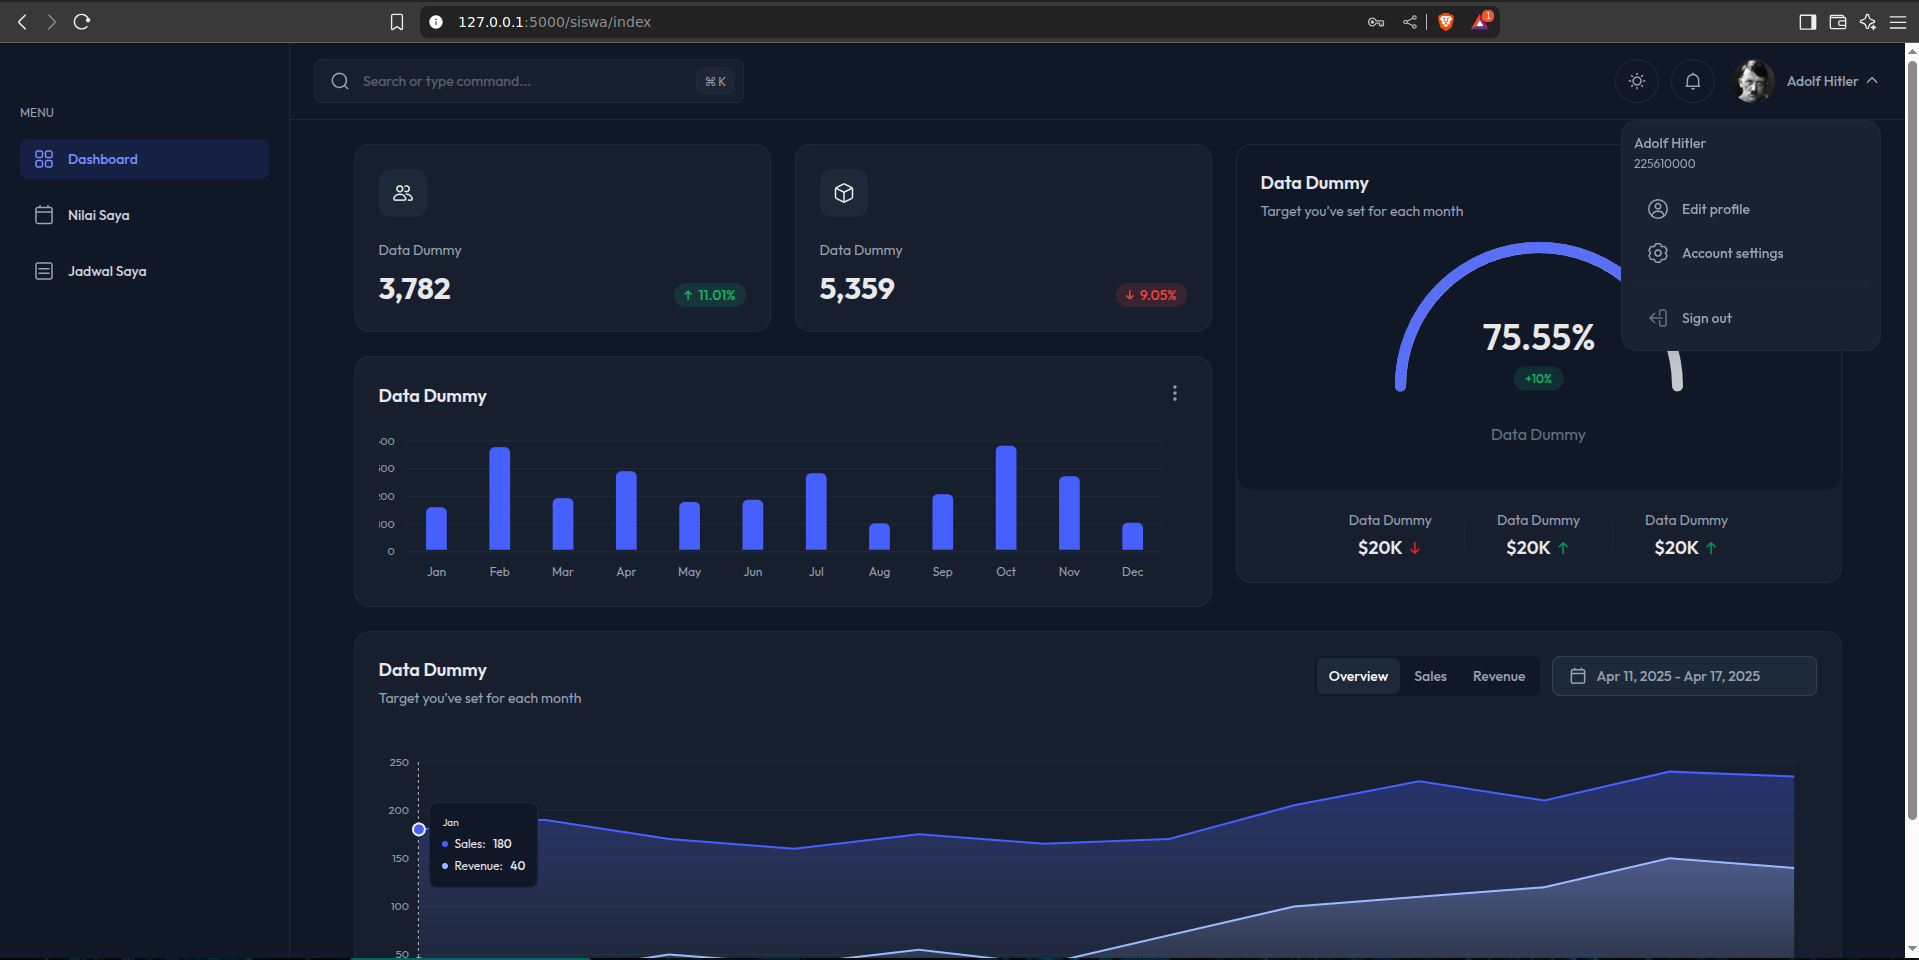 127.0.0.1:5000/siswa/index
1
Search or type command...
⌘ K
Adolf Hitler
MENU
Dashboard
Nilai Saya
Jadwal Saya
Adolf Hitler
225610000
Edit profile
Account settings
Sign out
Data Dummy
3,782
11.01%
Data Dummy
5,359
9.05%
Data Dummy
Target you've set for each month
75.55%
+10%
Data Dummy
Data Dummy
$20K
Data Dummy
$20K
Data Dummy
$20K
Data Dummy
0
Jan Feb Mar Apr May Jun Jul Aug Sep Oct Nov Dec
Data Dummy
Target you've set for each month
Overview Sales Revenue
Apr 11, 2025 - Apr 17, 2025
250
200
150
100
50
Jan
Sales: 180
Revenue: 40